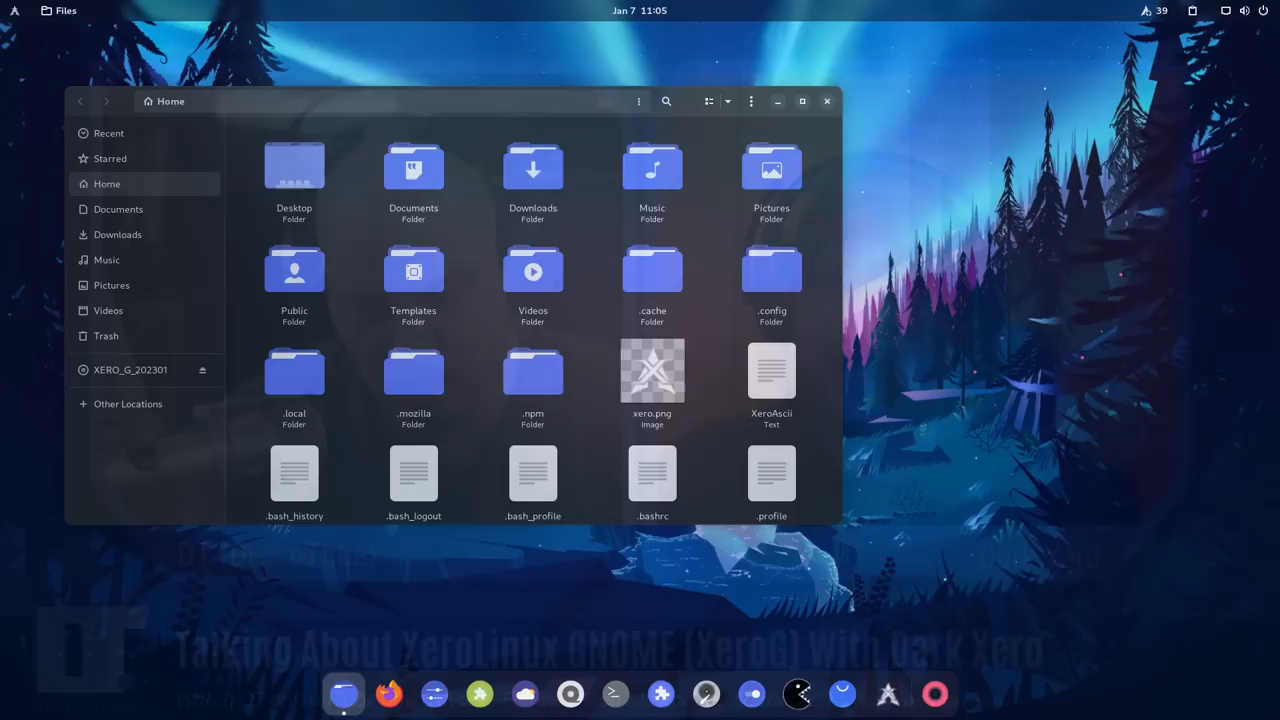 Files
Jan 7 11:05
39
Home
Recent
Starred
Home
Documents
Downloads
Music
Pictures
Videos
Trash
XERO_G_202301
Other Locations
Desktop
Folder
Documents
Folder
Downloads
Folder
Music
Folder
Pictures
Folder
Public
Folder
Templates
Folder
Videos
Folder
.cache
Folder
.config
Folder
.local
Folder
.mozilla
Folder
.npm
Folder
xero.png
Image
XeroAscii
Text
.bash_history
.bash_logout
.bash_profile
.bashrc
.profile
DT
Talking About XeroLinux GNOME (XeroG) With Dark Xero